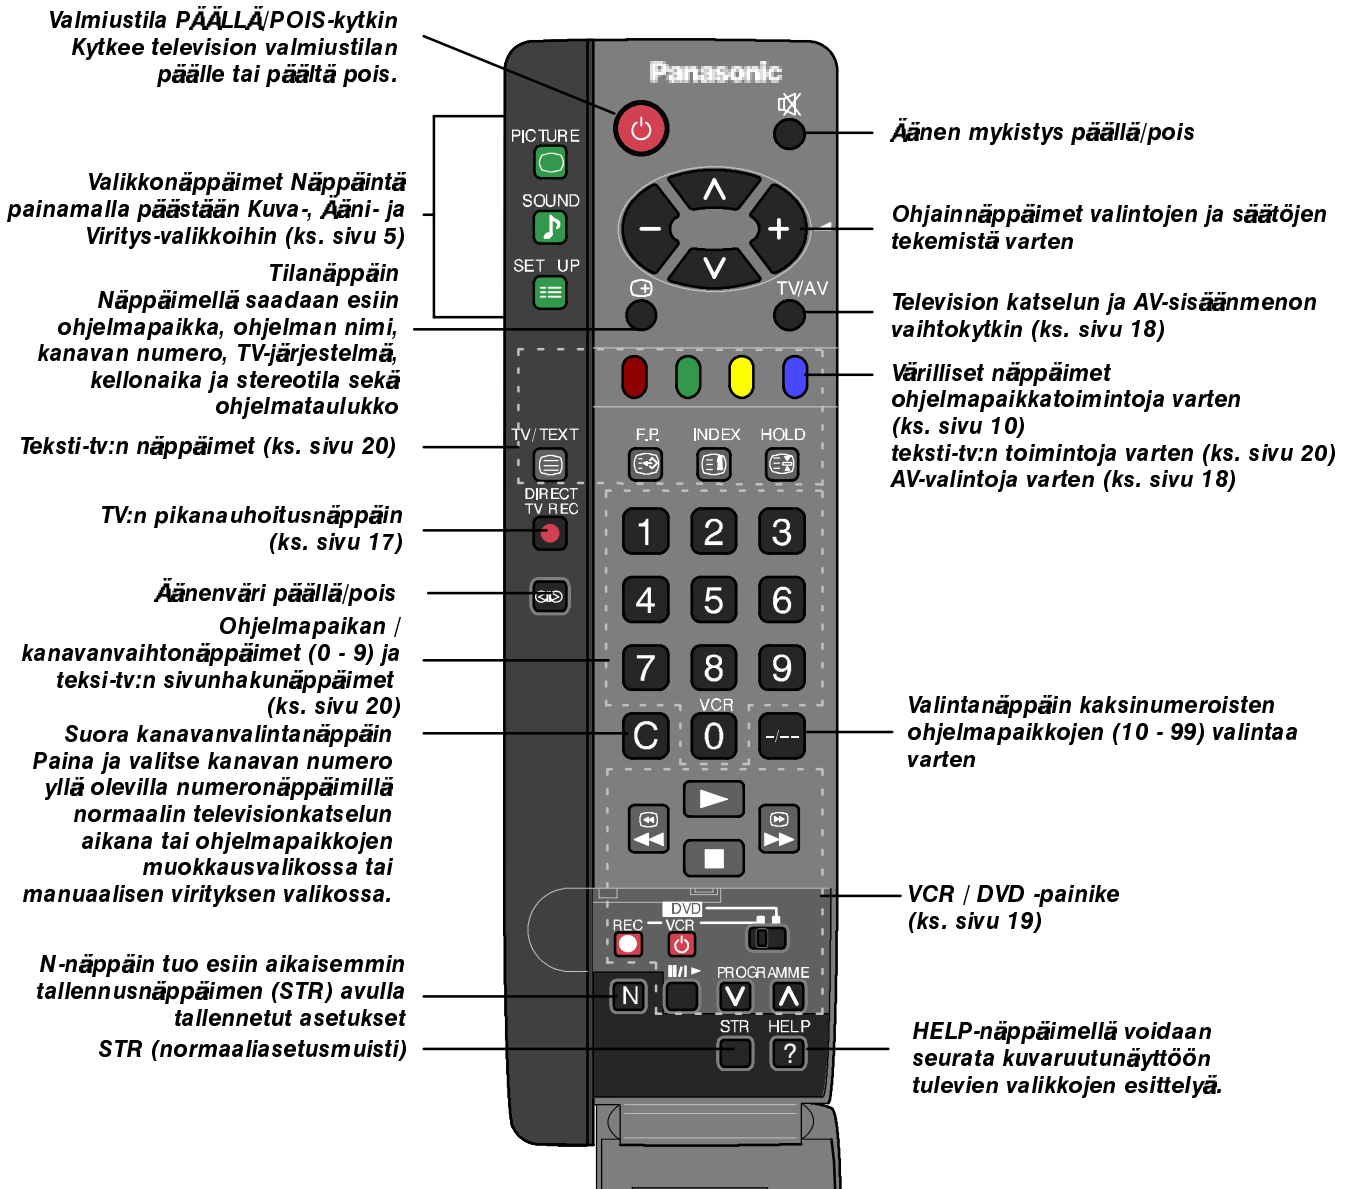 Valmiustila PÄÄLLÄ/POIS-kytkin
Kytkee television valmiustilan
päälle tai päältä pois.
Valikkonäppäimet Näppäintä
painamalla päästään Kuva-, Ääni- ja
Viritys-valikkoihin (ks. sivu 5)
Tilanäppäin
Näppäimellä saadaan esiin
ohjelmapaikka, ohjelman nimi,
kanavan numero, TV-järjestelmä,
kellonaika ja stereotila sekä
ohjelmataulukko
Teksti-tv:n näppäimet (ks. sivu 20)
TV:n pikanauhoitusnäppäin
(ks. sivu 17)
Äänenväri päällä/pois
Ohjelmapaikan /
kanavanvaihtonäppäimet (0 - 9) ja
teksi-tv:n sivunhakunäppäimet
(ks. sivu 20)
Suora kanavanvalintanäppäin
Paina ja valitse kanavan numero
yllä olevilla numeronäppäimillä
normaalin televisionkatselun
aikana tai ohjelmapaikkojen
muokkausvalikossa tai
manuaalisen virityksen valikossa.
N-näppäin tuo esiin aikaisemmin
tallennusnäppäimen (STR) avulla
tallennetut asetukset
STR (normaaliasetusmuisti)
Panasonic
PICTURE
SOUND
SET UP
TV/AV
TV/TEXT
F.P.
INDEX
HOLD
DIRECT
TV REC
1 2 3
4 5 6
7 8 9
VCR
C 0 -/--
DVD
REC
VCR
PROGRAMME
N
STR
HELP
?
Äänen mykistys päällä/pois
Ohjainnäppäimet valintojen ja säätöjen
tekemistä varten
Television katselun ja AV-sisäänmenon
vaihtokytkin (ks. sivu 18)
Värilliset näppäimet
ohjelmapaikkatoimintoja varten
(ks. sivu 10)
teksti-tv:n toimintoja varten (ks. sivu 20)
AV-valintoja varten (ks. sivu 18)
Valintanäppäin kaksinumeroisten
ohjelmapaikkojen (10 - 99) valintaa
varten
VCR / DVD -painike
(ks. sivu 19)
HELP-näppäimellä voidaan
seurata kuvaruutunäyttöön
tulevien valikkojen esittelyä.